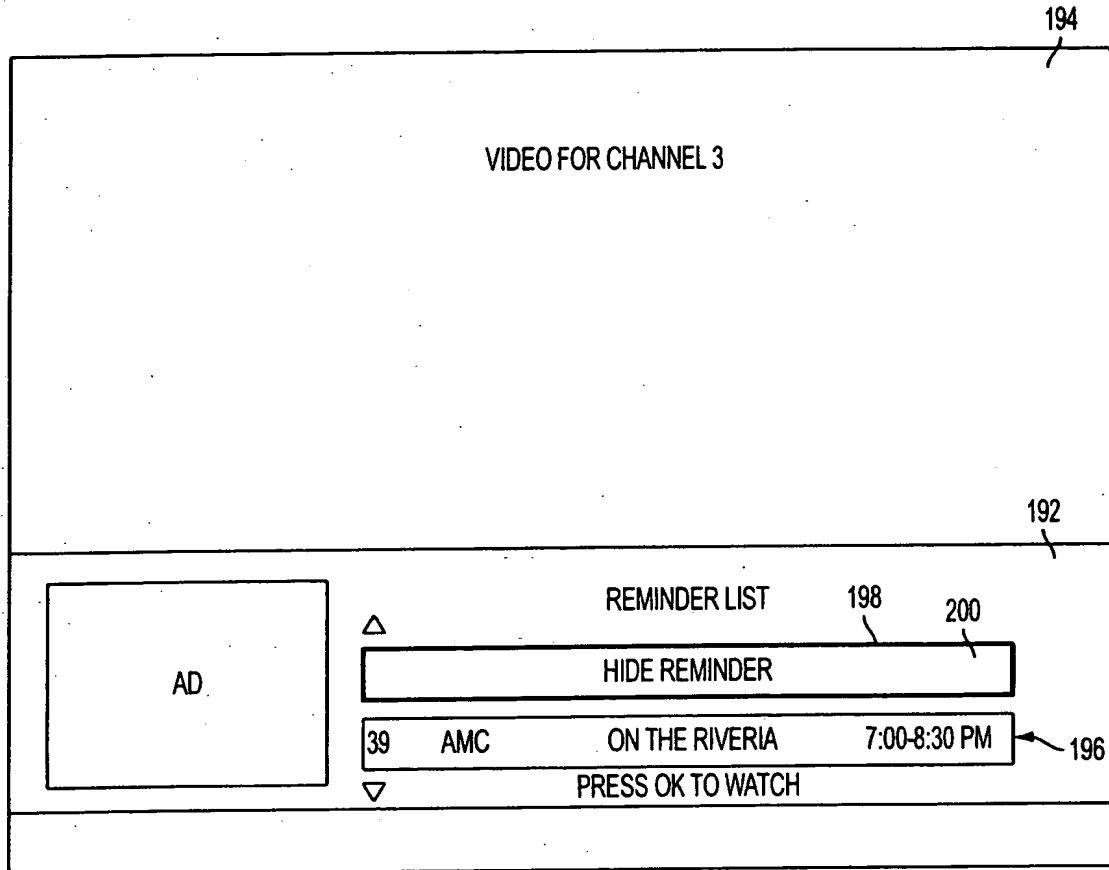 194
VIDEO FOR CHANNEL 3
192
REMINDER LIST
198
200
AD
HIDE REMINDER
39 AMC ON THE RIVERIA 7:00-8:30 PM
196
PRESS OK TO WATCH